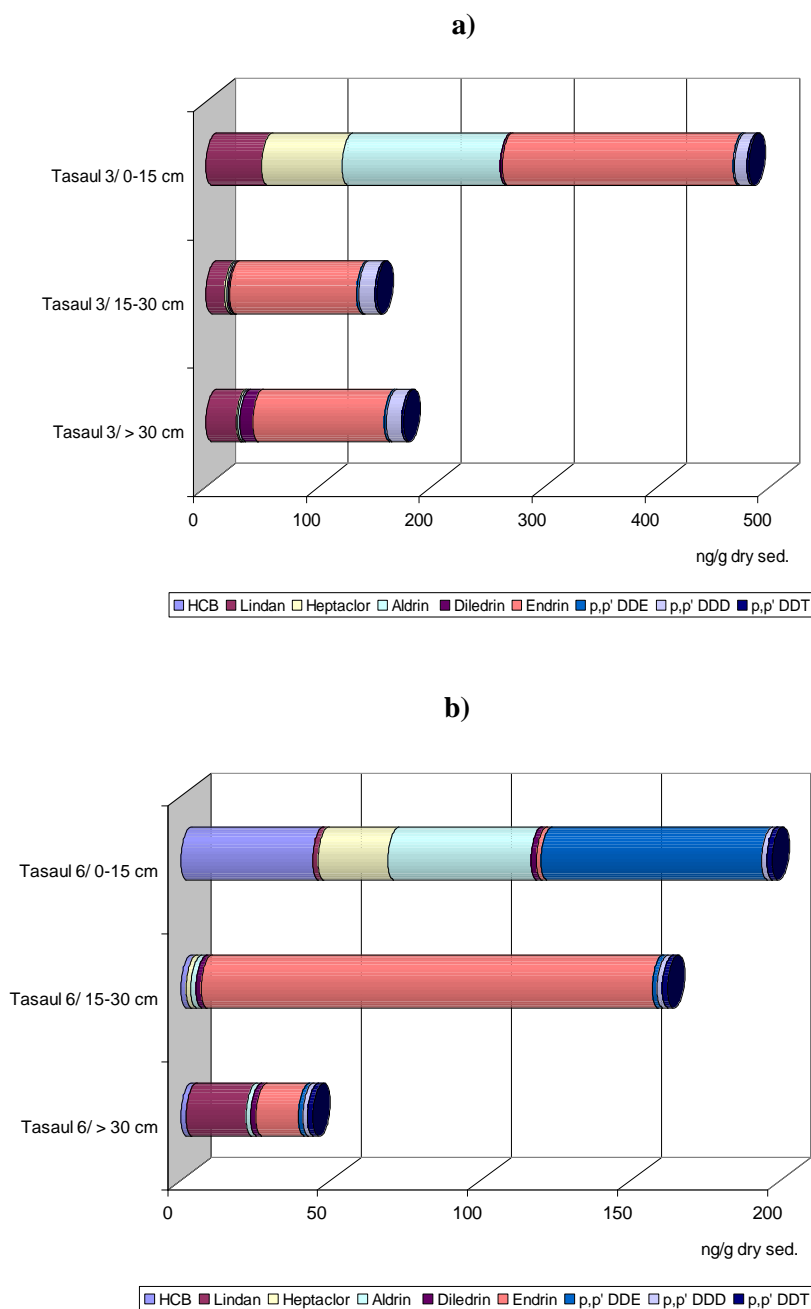 a)
Tasaul 3/ 0-15 cm
Tasaul 3/ 15-30 cm
Tasaul 3/ > 30 cm
0 100 200 300 400 500
ng/g dry sed.
HCB Lindan Heptaclor Aldrin Diledrin Endrin p,p' DDE p,p' DDD p,p' DDT
b)
Tasaul 6/ 0-15 cm
Tasaul 6/ 15-30 cm
Tasaul 6/ > 30 cm
0 50 100 150 200
ng/g dry sed.
HCB Lindan Heptaclor Aldrin Diledrin Endrin p,p' DDE p,p' DDD p,p' DDT